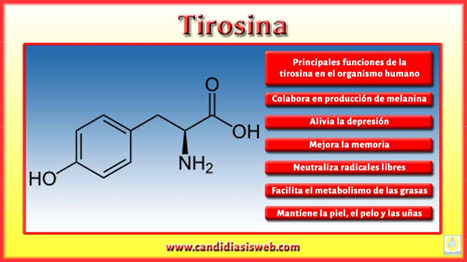 Tirosina
Principales funciones de la
tirosina en el organismo humano
Colabora en producción de melanina
Alivia la depresión
Mejora la memoria
Neutraliza radicales libres
Facilita el metabolismo de las grasas
Mantiene la piel, el pelo y las uñas
O
OH
NH2
HO
www.candidiasisweb.com